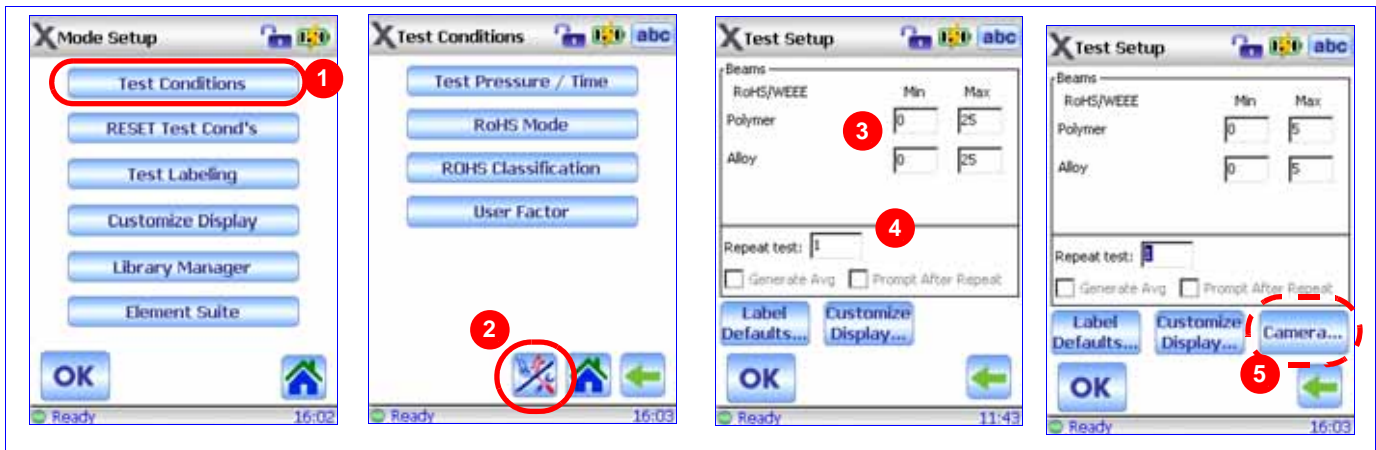 Mode Setup
Test Conditions
1
RESET Test Cond's
Test Labeling
Customize Display
Library Manager
Element Suite
OK
Ready 16:02
Test Conditions abc
Test Pressure / Time
RoHS Mode
ROHS Classification
User Factor
2
Ready 16:03
Test Setup abc
Beams
RoHS/WEEE Min Max
Polymer 3 0 25
Alloy 0 25
4
Repeat test: 1
Generate Avg Prompt After Repeat
Label Defaults... Customize Display...
OK
Ready 11:43
Test Setup abc
Beams
RoHS/WEEE Min Max
Polymer 0 5
Alloy 0 5
Repeat test:
Generate Avg Prompt After Repeat
Label Defaults... Customize Display... Camera...
5
OK
Ready 16:03